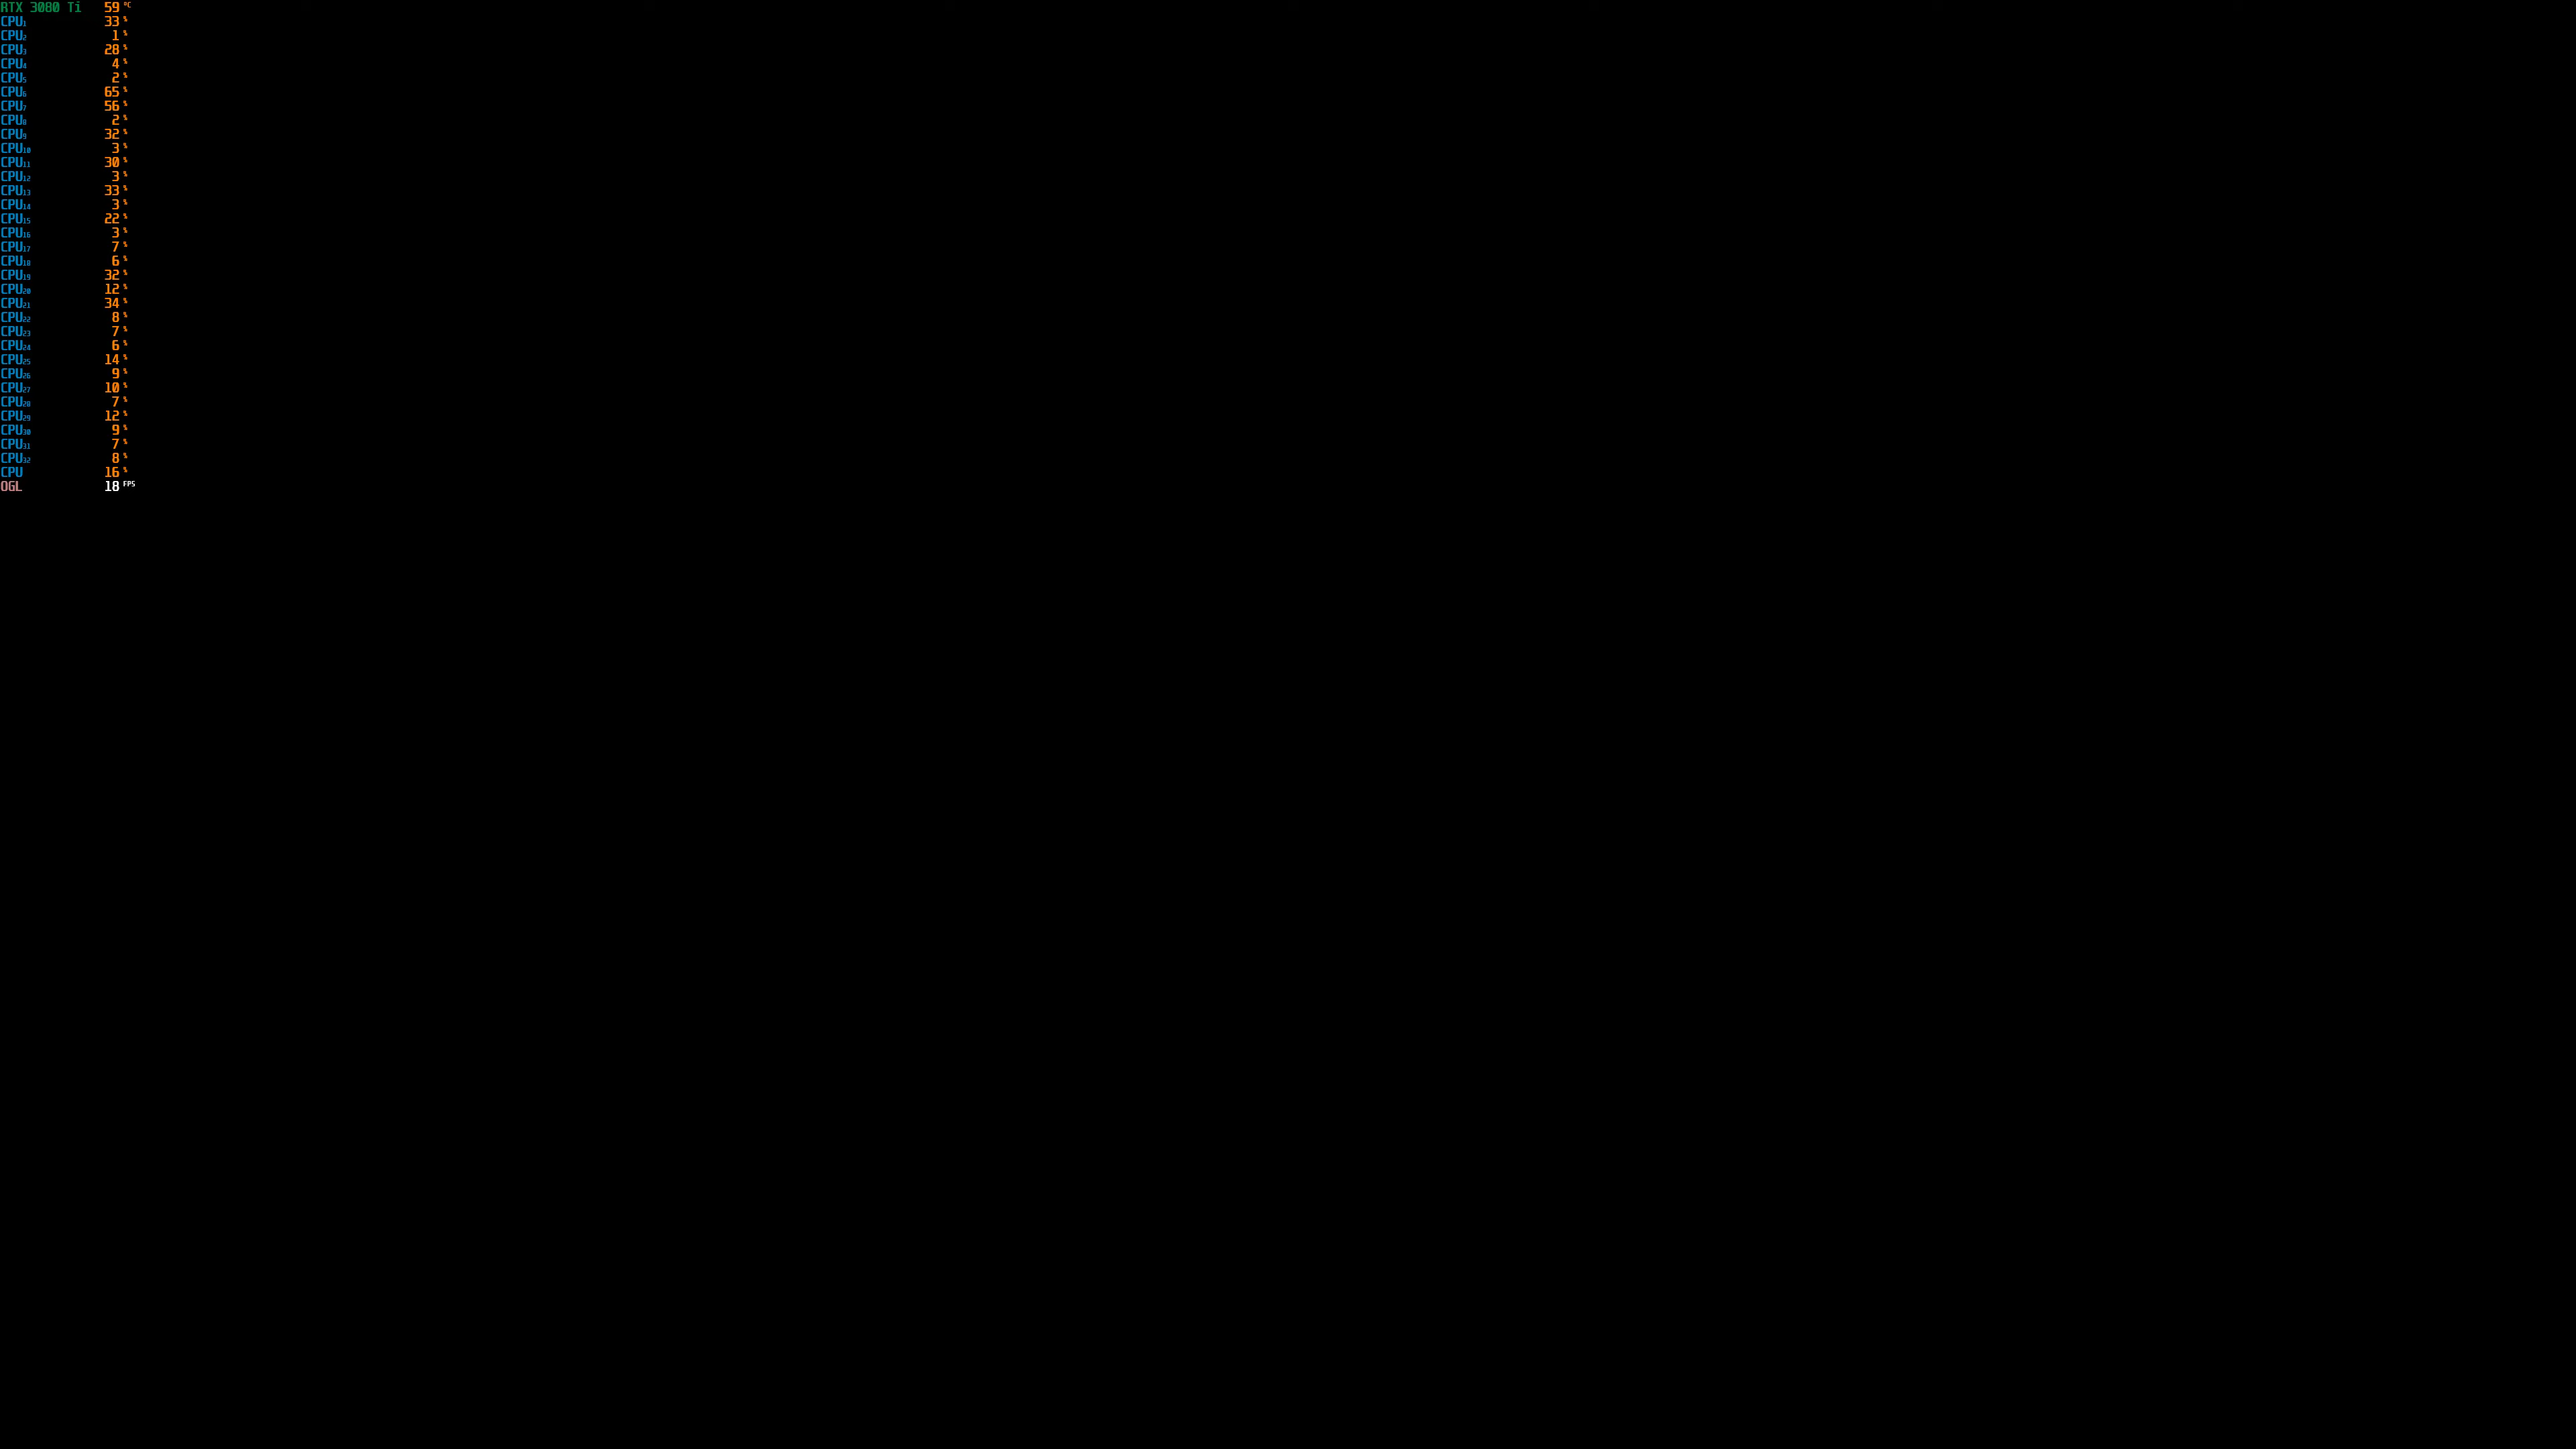 RTX 3080 Ti 59 °C
CPU1 33 %
CPU2 1 %
CPU3 28 %
CPU4 4 %
CPU5 2 %
CPU6 65 %
CPU7 56 %
CPU8 2 %
CPU9 32 %
CPU10 3 %
CPU11 30 %
CPU12 3 %
CPU13 33 %
CPU14 3 %
CPU15 22 %
CPU16 3 %
CPU17 7 %
CPU18 6 %
CPU19 32 %
CPU20 12 %
CPU21 34 %
CPU22 8 %
CPU23 7 %
CPU24 6 %
CPU25 14 %
CPU26 9 %
CPU27 10 %
CPU28 7 %
CPU29 12 %
CPU30 9 %
CPU31 7 %
CPU32 8 %
CPU 16 %
OGL 18 FPS